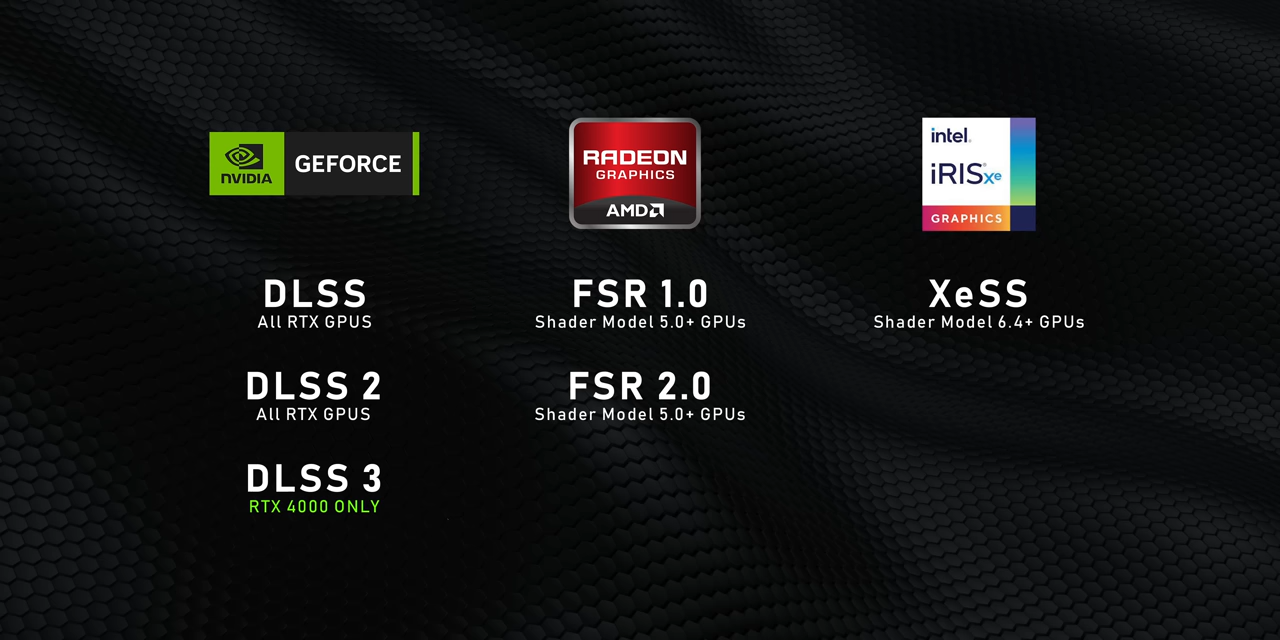 NVIDIA GEFORCE
DLSS
All RTX GPUS
DLSS 2
All RTX GPUS
DLSS 3
RTX 4000 ONLY
RADEON
GRAPHICS
AMD
FSR 1.0
Shader Model 5.0+ GPUs
FSR 2.0
Shader Model 5.0+ GPUs
intel.
iRIS® xe
GRAPHICS
XeSS
Shader Model 6.4+ GPUs